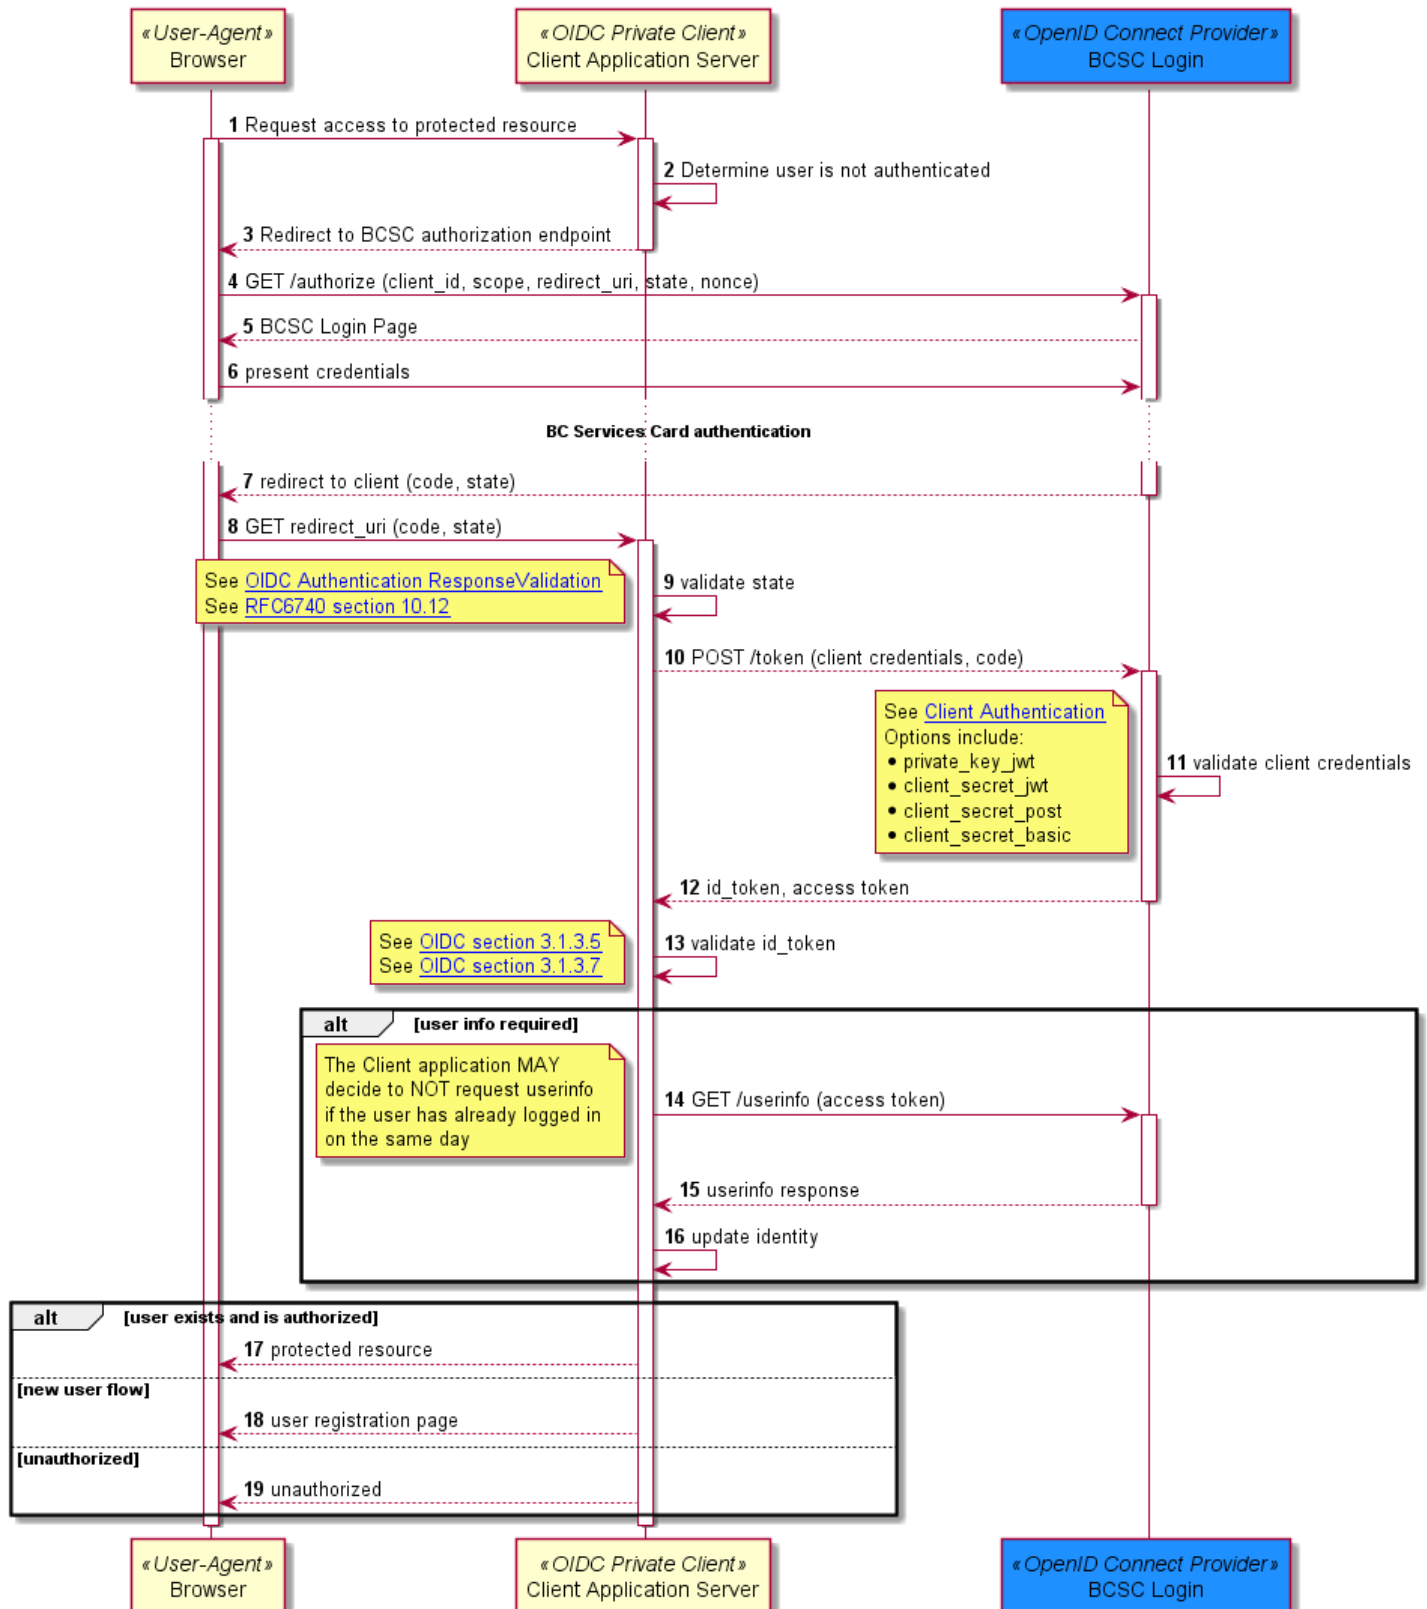 «User-Agent»
Browser
«OIDC Private Client»
Client Application Server
«OpenID Connect Provider»
BCSC Login
1 Request access to protected resource
2 Determine user is not authenticated
3 Redirect to BCSC authorization endpoint
4 GET /authorize (client_id, scope, redirect_uri, state, nonce)
5 BCSC Login Page
6 present credentials
BC Services Card authentication
7 redirect to client (code, state)
8 GET redirect_uri (code, state)
See OIDC Authentication ResponseValidation
See RFC6740 section 10.12
9 validate state
10 POST /token (client credentials, code)
See Client Authentication
Options include:
• private_key_jwt
• client_secret_jwt
• client_secret_post
• client_secret_basic
11 validate client credentials
12 id_token, access token
See OIDC section 3.1.3.5
See OIDC section 3.1.3.7
13 validate id_token
alt [user info required]
The Client application MAY
decide to NOT request userinfo
if the user has already logged in
on the same day
14 GET /userinfo (access token)
15 userinfo response
16 update identity
alt [user exists and is authorized]
17 protected resource
[new user flow]
18 user registration page
[unauthorized]
19 unauthorized
«User-Agent»
Browser
«OIDC Private Client»
Client Application Server
«OpenID Connect Provider»
BCSC Login